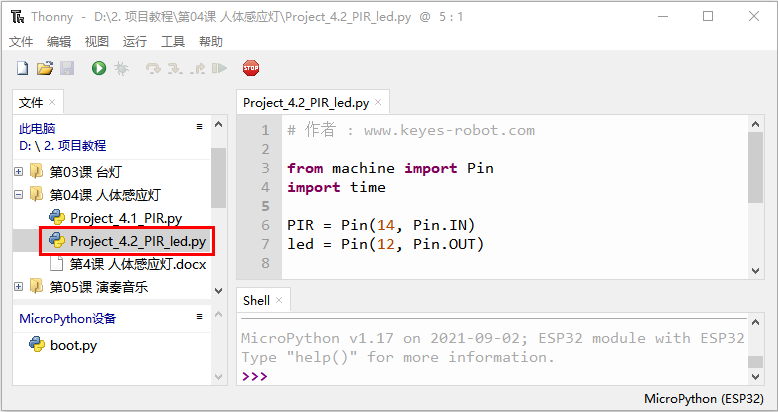 Thonny - D:\2. 项目教程\第04课 人体感应灯\Project_4.2_PIR_led.py @ 5 : 1
文件 编辑 视图 运行 工具 帮助
STOP
文件
此电脑
D: \ 2. 项目教程
第03课 台灯
第04课 人体感应灯
Project_4.1_PIR.py
Project_4.2_PIR_led.py
第4课 人体感应灯.docx
第05课 演奏音乐
MicroPython设备
boot.py
Project_4.2_PIR_led.py
1 # 作者 : www.keyes-robot.com
2
3 from machine import Pin
4 import time
5
6 PIR = Pin(14, Pin.IN)
7 led = Pin(12, Pin.OUT)
8
Shell
MicroPython v1.17 on 2021-09-02; ESP32 module with ESP32
Type "help()" for more information.
>>>
MicroPython (ESP32)